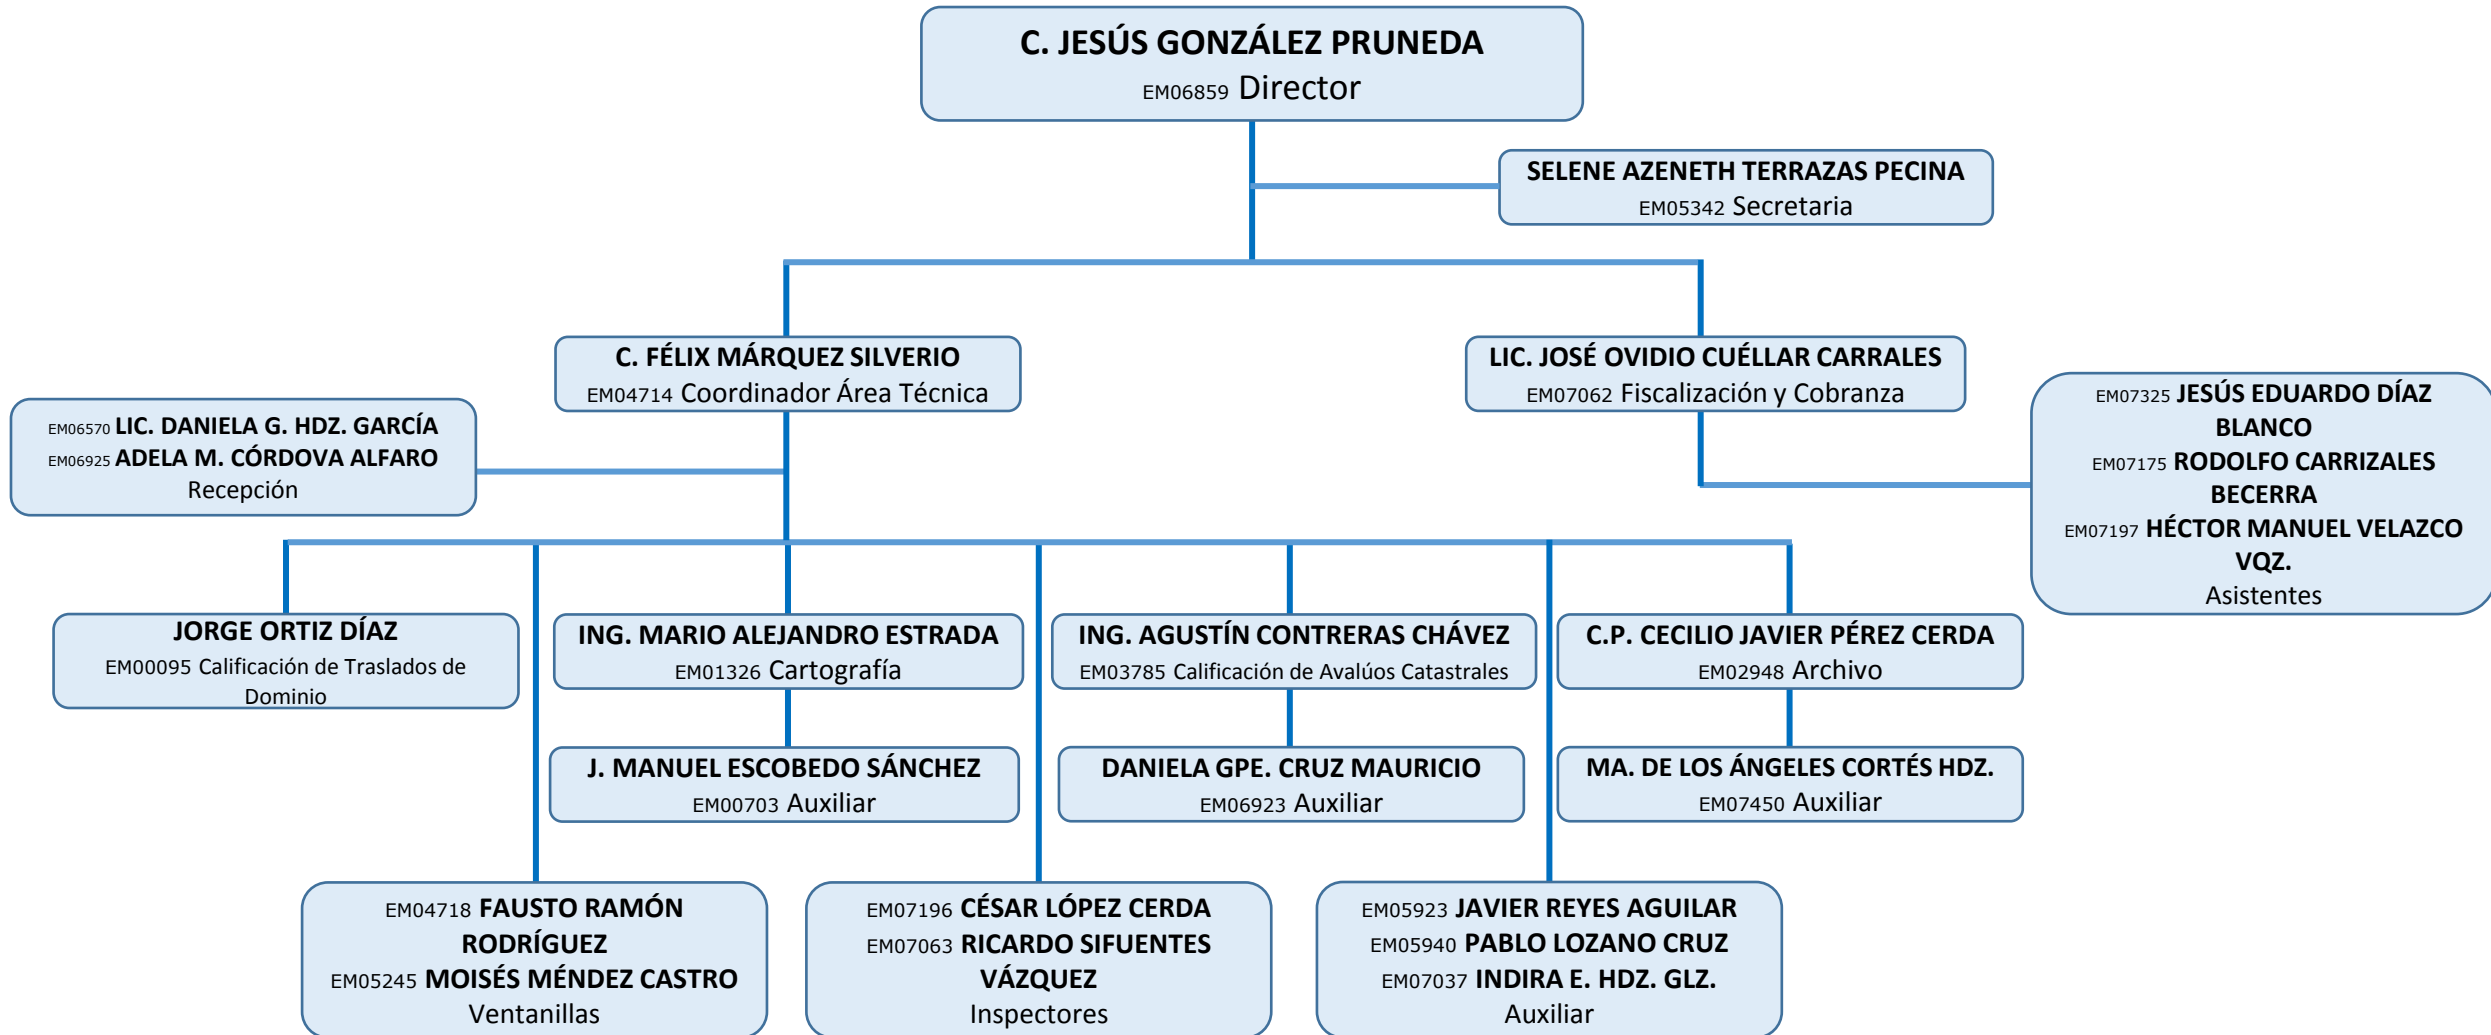 C. JESÚS GONZÁLEZ PRUNEDA
EM06859 Director
SELENE AZENETH TERRAZAS PECINA
EM05342 Secretaria
C. FÉLIX MÁRQUEZ SILVERIO
EM04714 Coordinador Área Técnica
LIC. JOSÉ OVIDIO CUÉLLAR CARRALES
EM07062 Fiscalización y Cobranza
EM06570 LIC. DANIELA G. HDZ. GARCÍA
EM06925 ADELA M. CÓRDOVA ALFARO
Recepción
EM07325 JESÚS EDUARDO DÍAZ
BLANCO
EM07175 RODOLFO CARRIZALES
BECERRA
EM07197 HÉCTOR MANUEL VELAZCO
VQZ.
Asistentes
JORGE ORTIZ DÍAZ
EM00095 Calificación de Traslados de
Dominio
ING. MARIO ALEJANDRO ESTRADA
EM01326 Cartografía
ING. AGUSTÍN CONTRERAS CHÁVEZ
EM03785 Calificación de Avalúos Catastrales
C.P. CECILIO JAVIER PÉREZ CERDA
EM02948 Archivo
J. MANUEL ESCOBEDO SÁNCHEZ
EM00703 Auxiliar
DANIELA GPE. CRUZ MAURICIO
EM06923 Auxiliar
MA. DE LOS ÁNGELES CORTÉS HDZ.
EM07450 Auxiliar
EM04718 FAUSTO RAMÓN
RODRÍGUEZ
EM05245 MOISÉS MÉNDEZ CASTRO
Ventanillas
EM07196 CÉSAR LÓPEZ CERDA
EM07063 RICARDO SIFUENTES
VÁZQUEZ
Inspectores
EM05923 JAVIER REYES AGUILAR
EM05940 PABLO LOZANO CRUZ
EM07037 INDIRA E. HDZ. GLZ.
Auxiliar